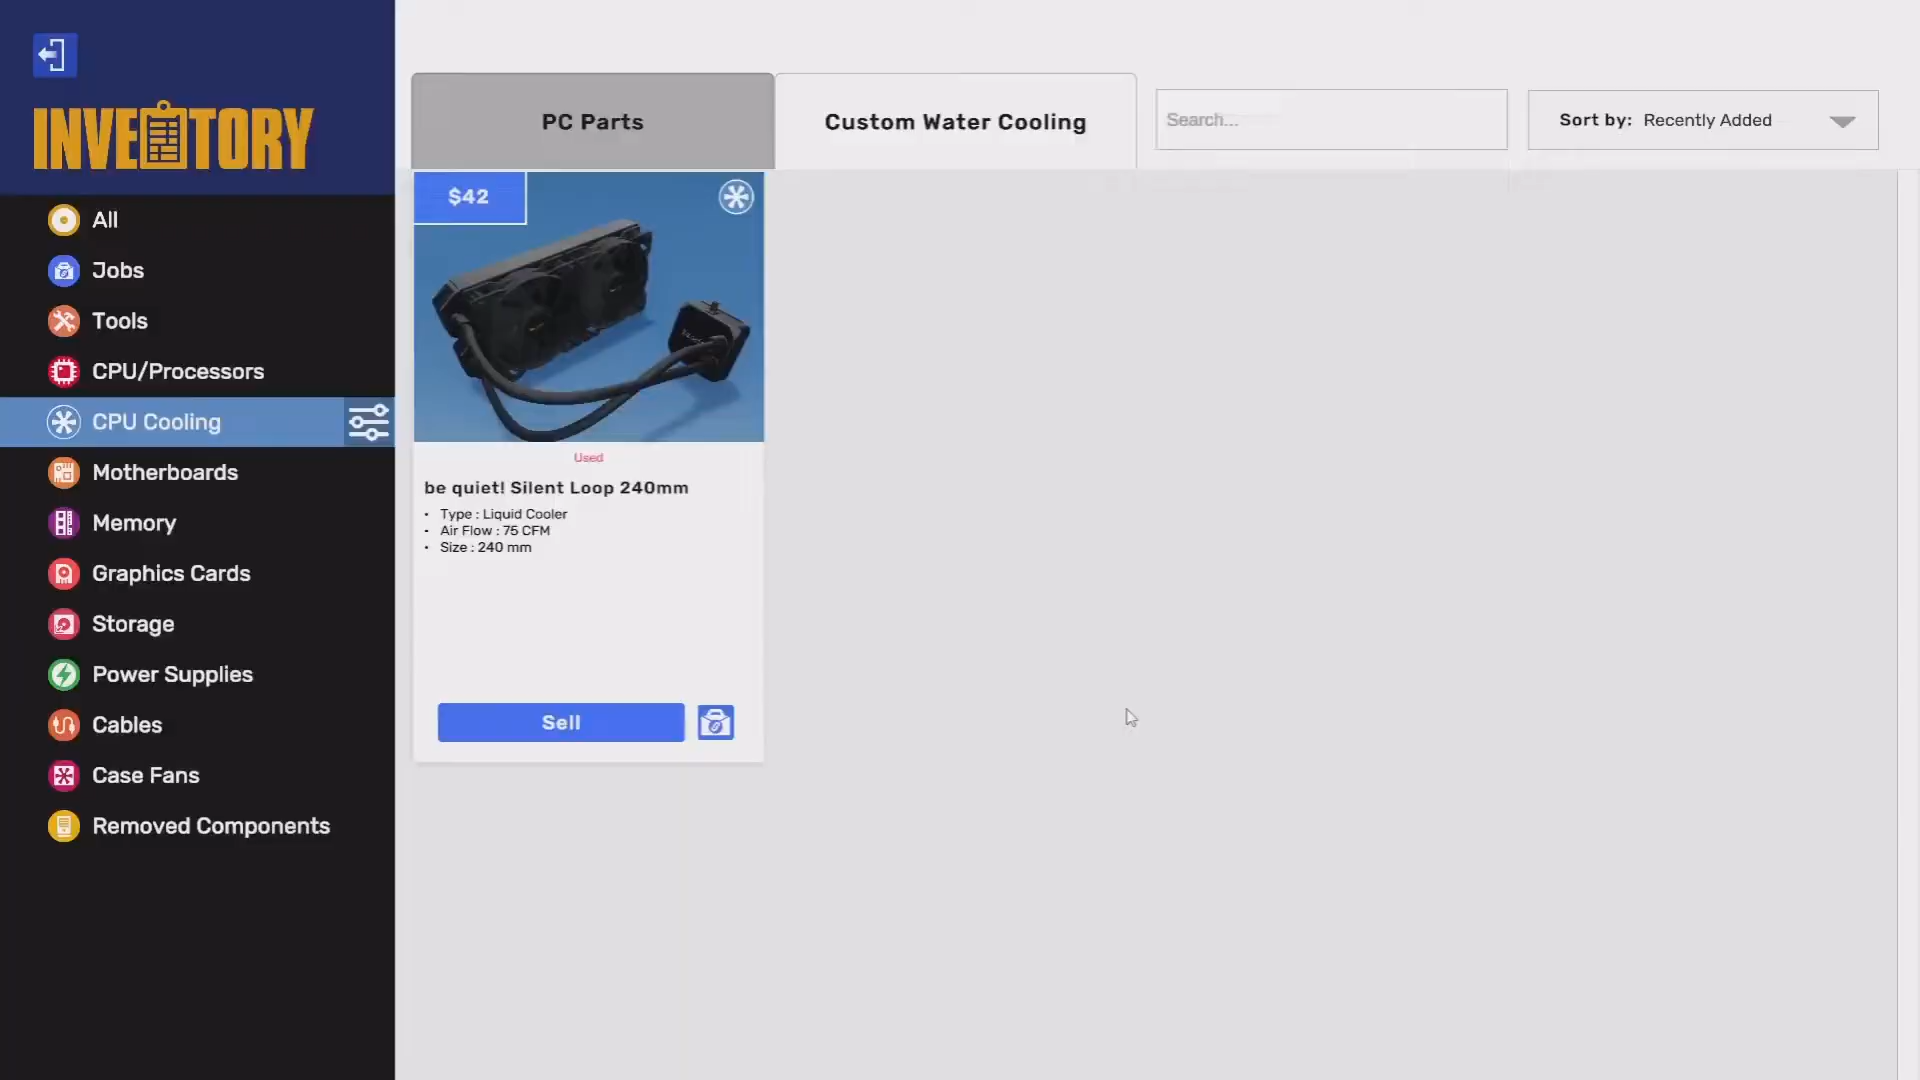 INVENTORY
All
Jobs
Tools
CPU/Processors
CPU Cooling
Motherboards
Memory
Graphics Cards
Storage
Power Supplies
Cables
Case Fans
Removed Components
PC Parts
Custom Water Cooling
Search...
Sort by: Recently Added
$42
Used
be quiet! Silent Loop 240mm
• Type : Liquid Cooler
• Air Flow : 75 CFM
• Size : 240 mm
Sell